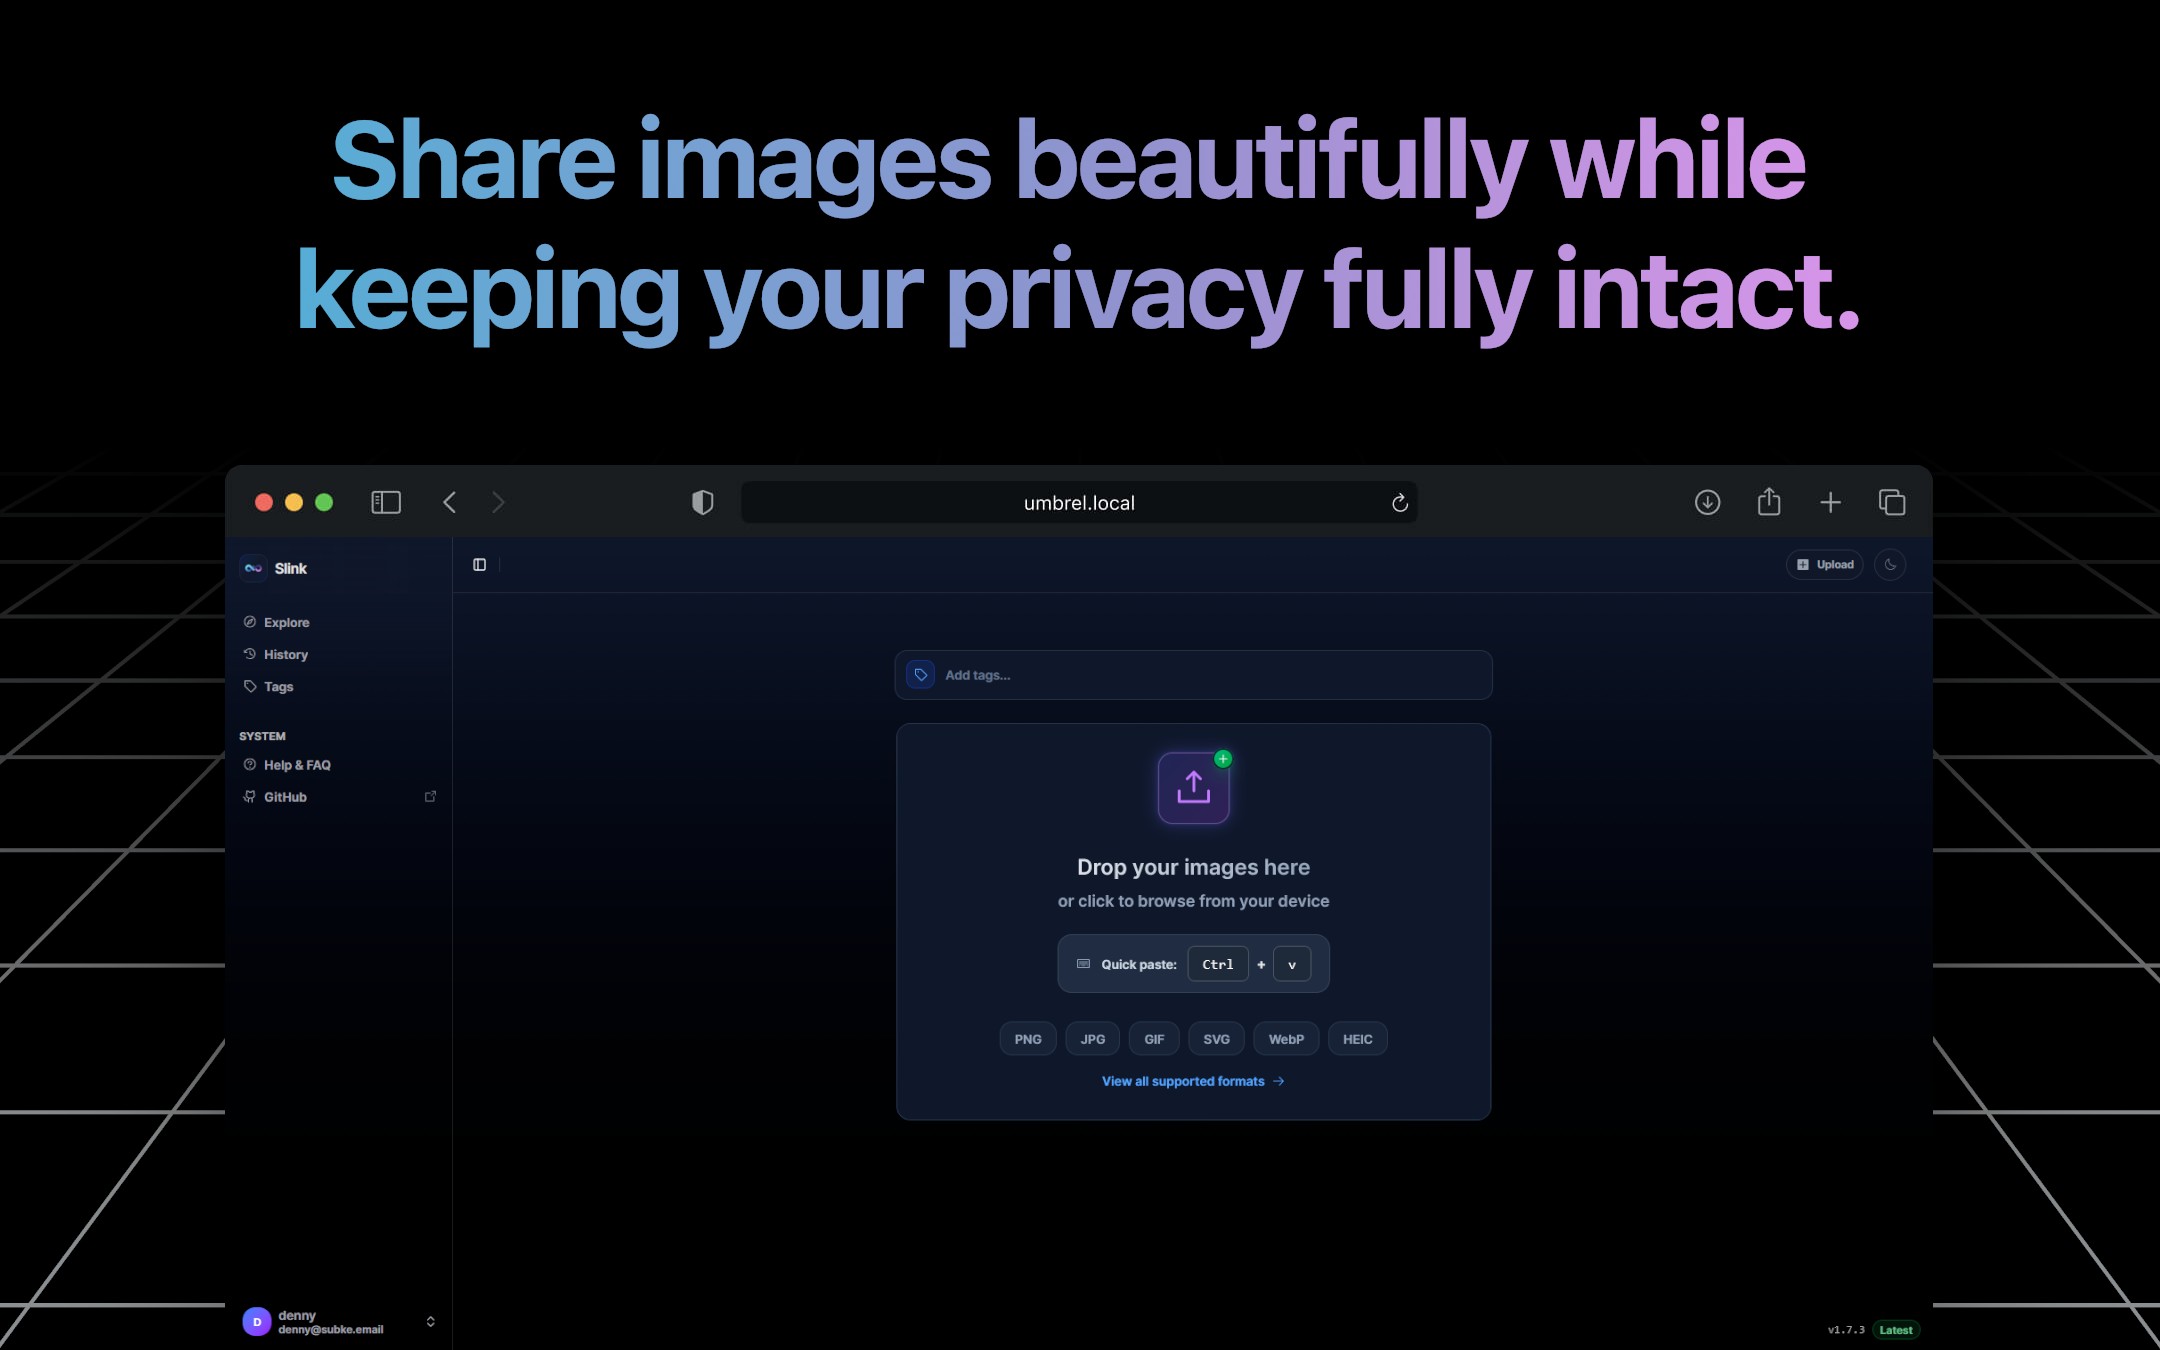 Share images beautifully while
keeping your privacy fully intact.
umbrel.local
Slink
Upload
Explore
History
Tags
SYSTEM
Help & FAQ
GitHub
Add tags...
Drop your images here
or click to browse from your device
Quick paste: Ctrl + v
PNG JPG GIF SVG WebP HEIC
View all supported formats →
D
denny
denny@subke.email
v1.7.3 Latest